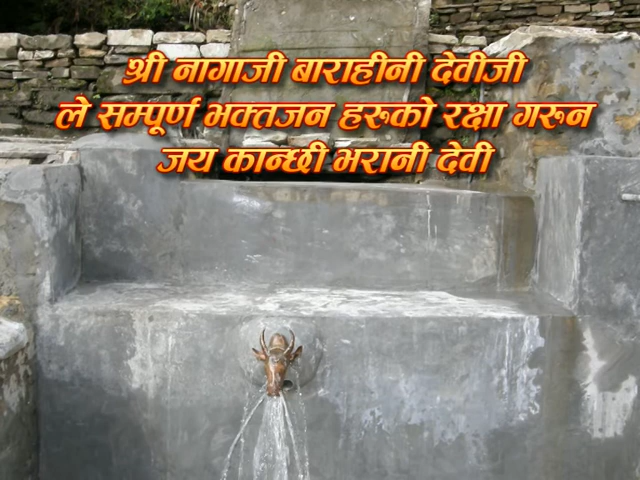 श्री नागाजी बाराहीनी देवीजी
ले सम्पूर्ण भक्तजन हरुको रक्षा गरुन
जय कान्छी भरानी देवी